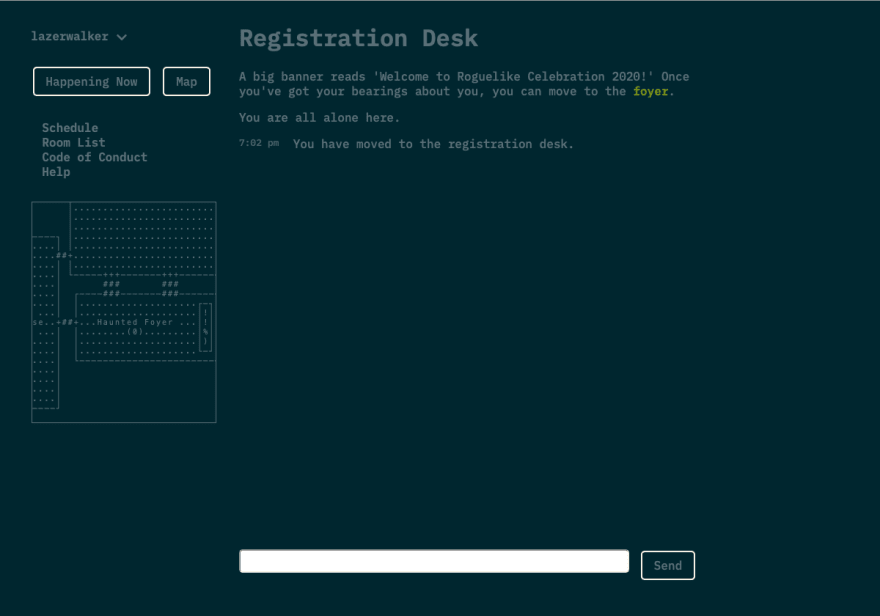 lazerwalker
Happening Now
Map
Schedule
Room List
Code of Conduct
Help
se..
Haunted Foyer
(0)
Registration Desk
A big banner reads 'Welcome to Roguelike Celebration 2020!' Once
you've got your bearings about you, you can move to the foyer.
You are all alone here.
7:02 pm You have moved to the registration desk.
Send